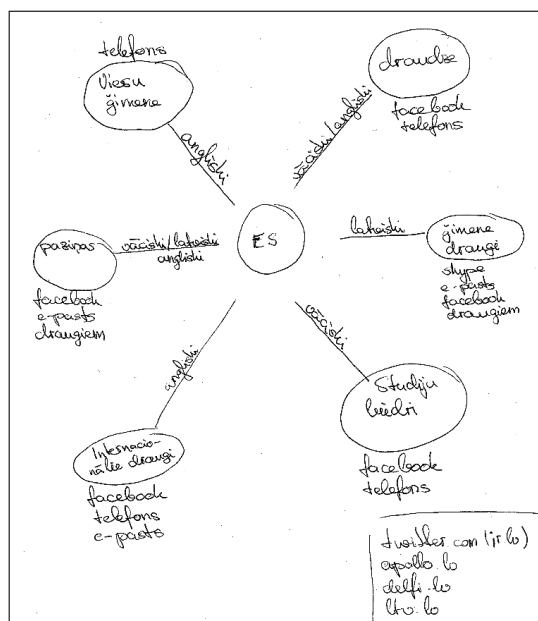 telefons
Viesu
ģimene
angliski
draudze
facebook
telefons
vāciski/angliski
ES
paziņas
vāciski/latviski
angliski
facebook
e-pasts
draugiem
latviski
ģimene
draugi
skype
e-pasts
facebook
draugiem
angliski
Internacio-
nālie draugi
facebook
telefons
e-pasts
vāciski
Studiju
biedri
facebook
telefons
twitter.com (ir lv)
apollo.lv
delfi.lv
ltv.lv